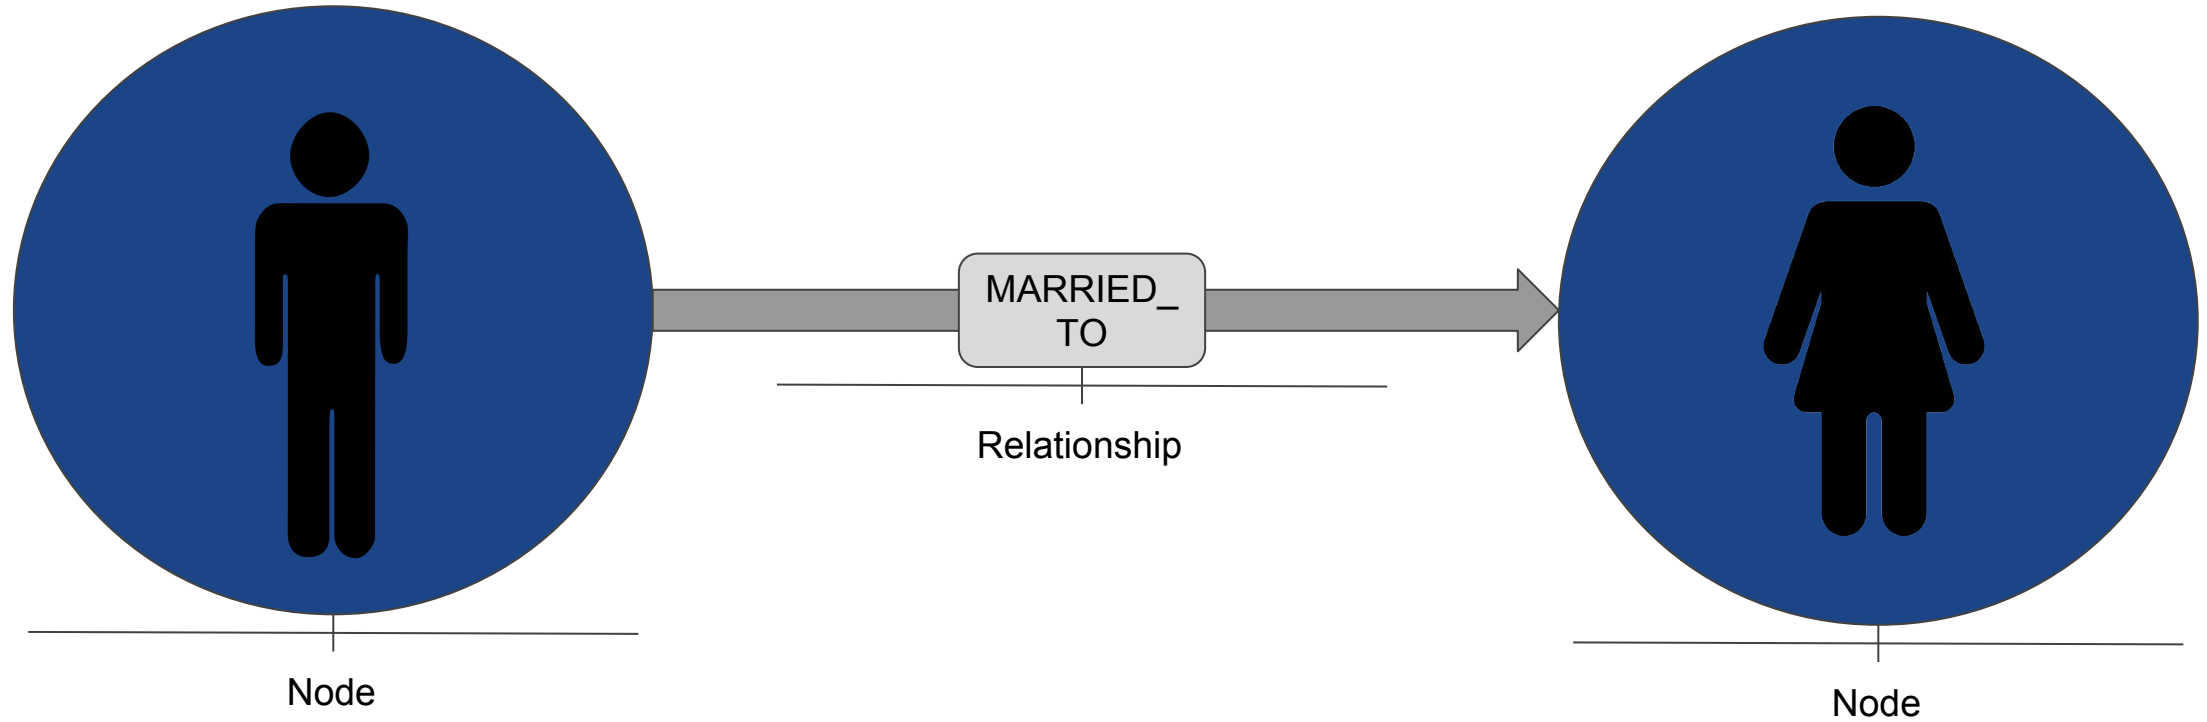 MARRIED_
TO
Relationship
Node
Node